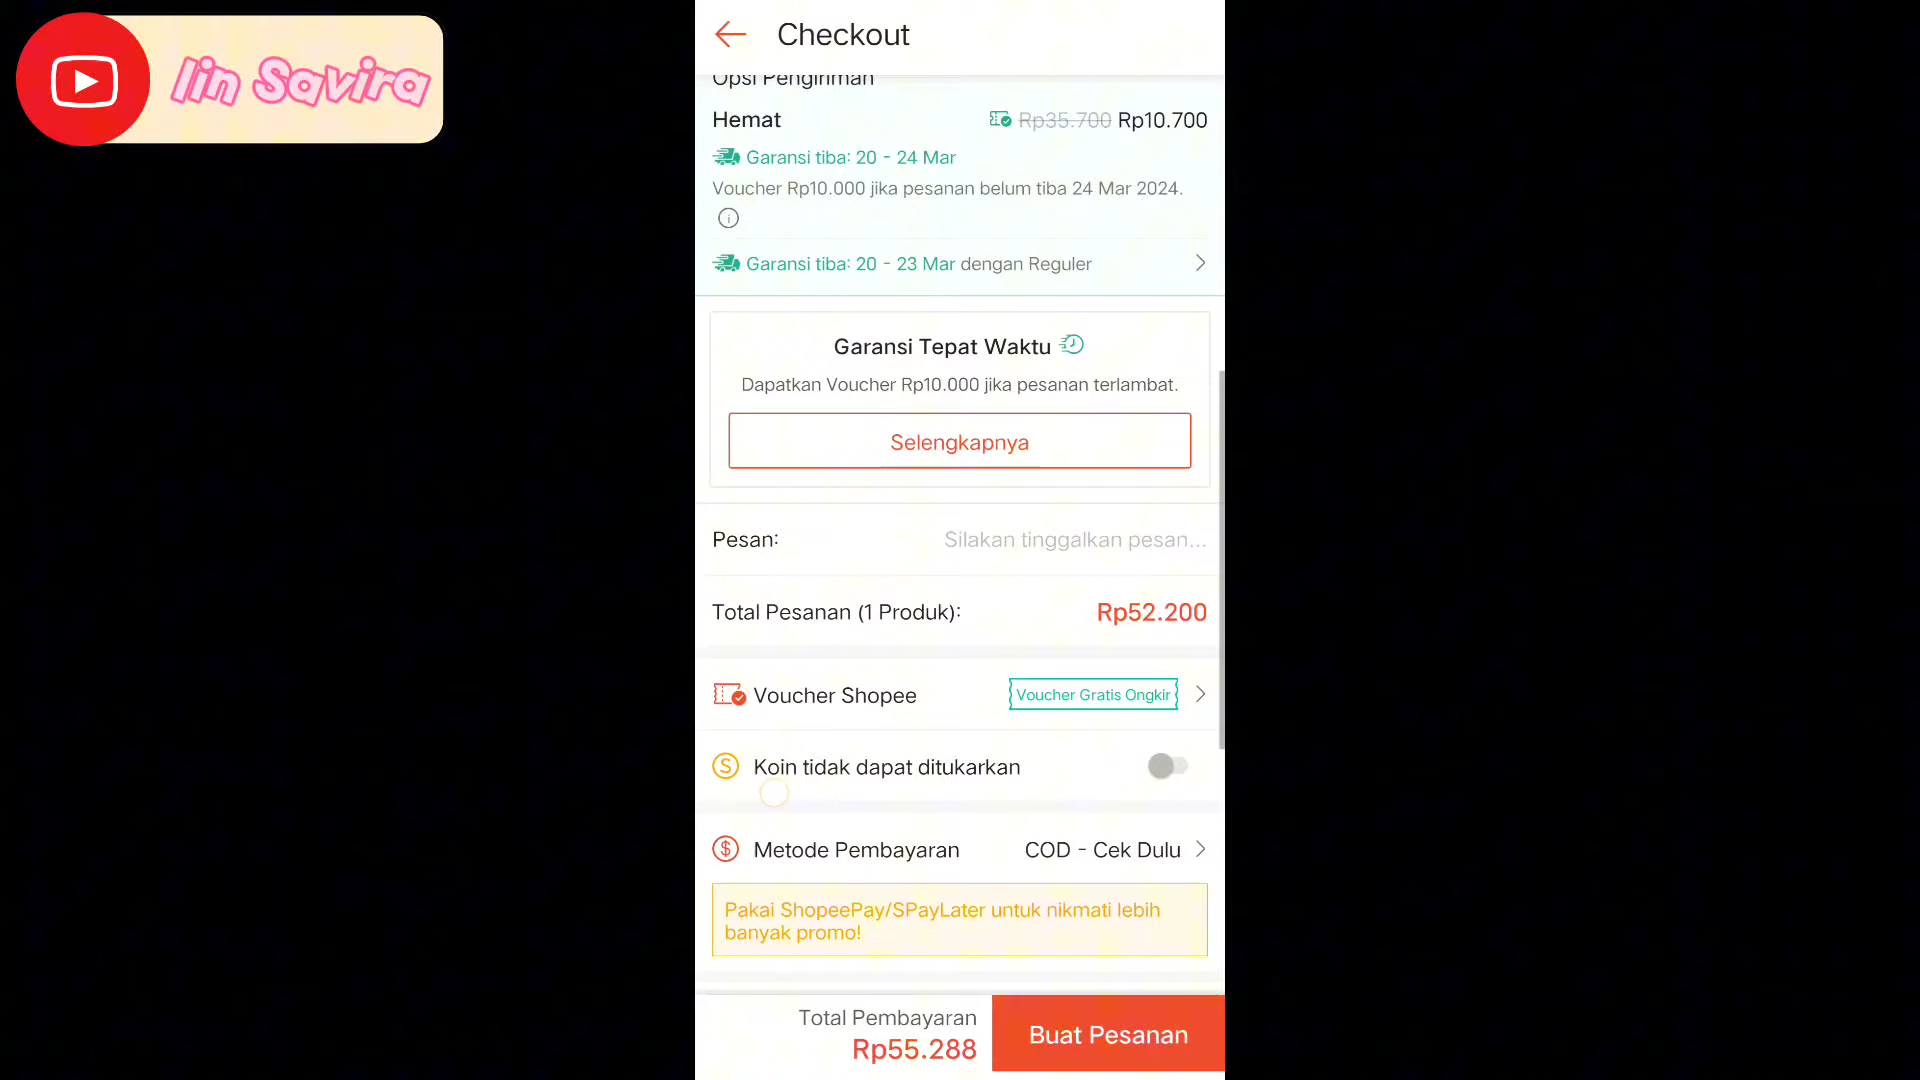 Iin Savira
Checkout
Opsi Pengiriman
Hemat
Rp35.700 Rp10.700
Garansi tiba: 20 - 24 Mar
Voucher Rp10.000 jika pesanan belum tiba 24 Mar 2024.
Garansi tiba: 20 - 23 Mar dengan Reguler
Garansi Tepat Waktu
Dapatkan Voucher Rp10.000 jika pesanan terlambat.
Selengkapnya
Pesan: Silakan tinggalkan pesan...
Total Pesanan (1 Produk): Rp52.200
Voucher Shopee Voucher Gratis Ongkir
Koin tidak dapat ditukarkan
Metode Pembayaran COD - Cek Dulu
Pakai ShopeePay/SPayLater untuk nikmati lebih
banyak promo!
Total Pembayaran
Rp55.288
Buat Pesanan